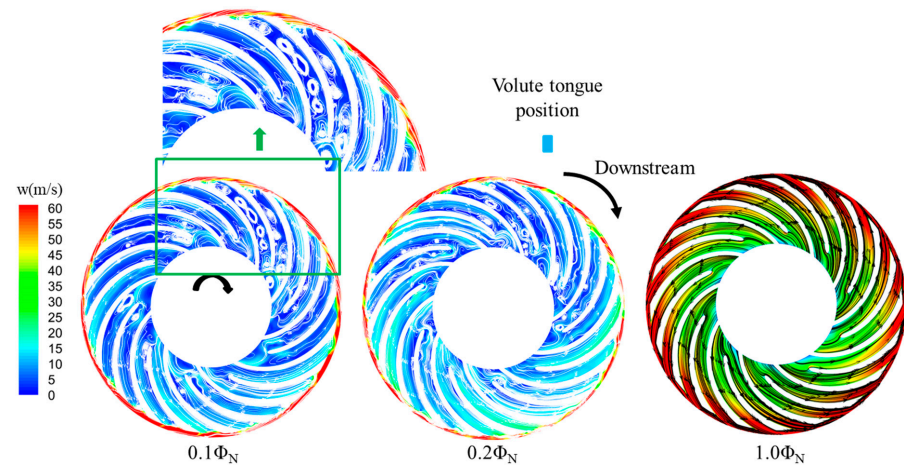 Volute tongue
position
Downstream
w(m/s)
60
55
50
45
40
35
30
25
20
15
10
5
0
0.1Φ_N
0.2Φ_N
1.0Φ_N